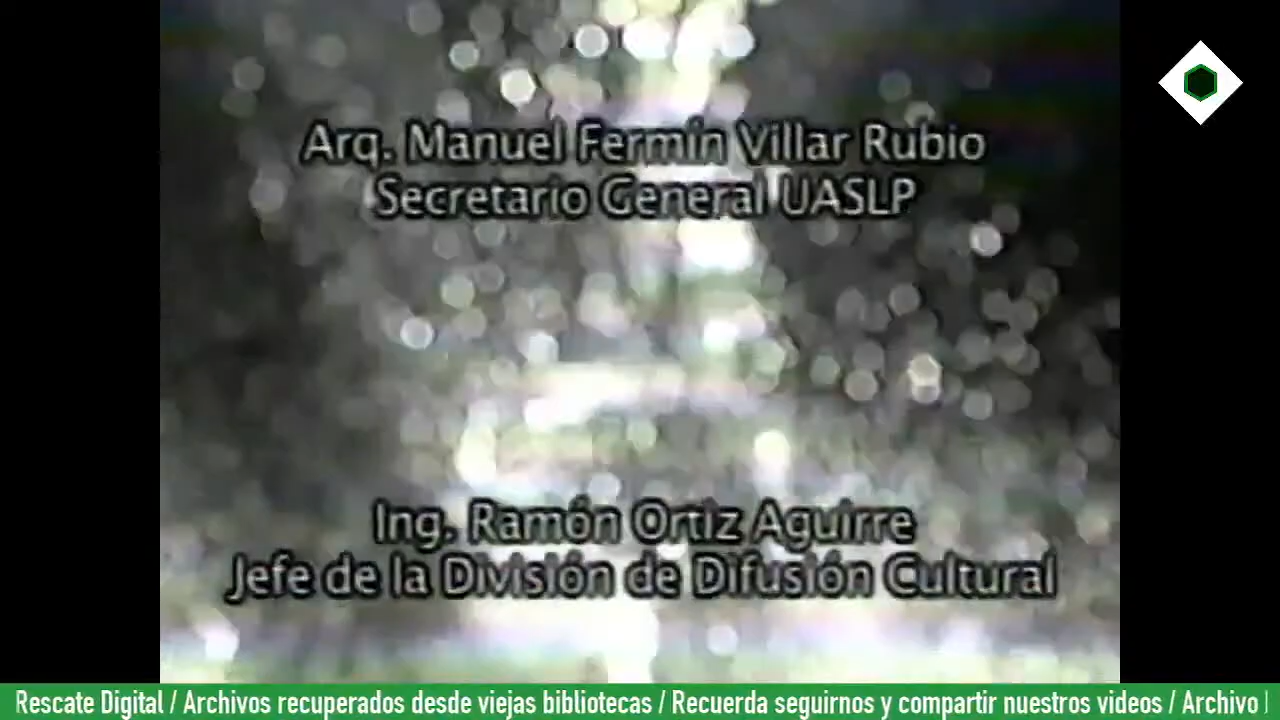 Arq. Manuel Fermín Villar Rubio
Secretario General UASLP
Ing. Ramón Ortiz Aguirre
Jefe de la División de Difusión Cultural
Rescate Digital / Archivos recuperados desde viejas bibliotecas / Recuerda seguirnos y compartir nuestros videos / Archivo